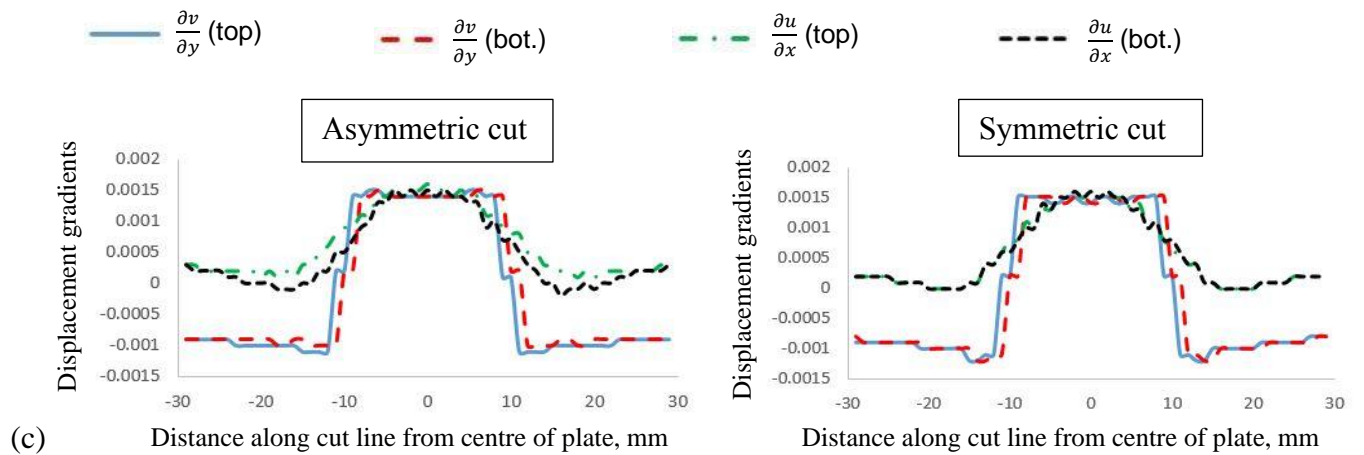 ∂v/∂y (top) ∂v/∂y (bot.) ∂u/∂x (top) ∂u/∂x (bot.)
Asymmetric cut
Displacement gradients
0.002
0.0015
0.001
0.0005
0
-0.0005
-0.001
-0.0015
-30 -20 -10 0 10 20 30
Distance along cut line from centre of plate, mm
Symmetric cut
Displacement gradients
0.002
0.0015
0.001
0.0005
0
-0.0005
-0.001
-0.0015
-30 -20 -10 0 10 20 30
Distance along cut line from centre of plate, mm
(c)